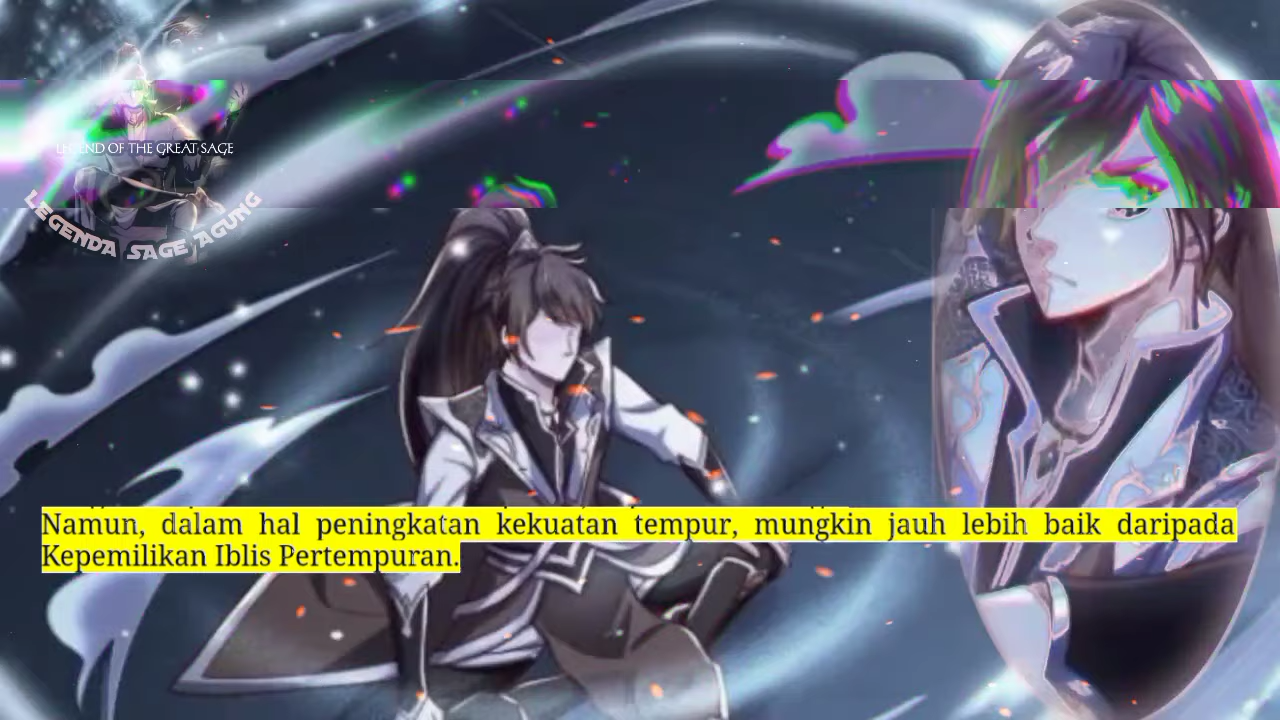 LEGEND OF THE GREAT SAGE
LEGENDA SAGE AGUNG
Namun, dalam hal peningkatan kekuatan tempur, mungkin jauh lebih baik daripada
Kepemilikan Iblis Pertempuran.